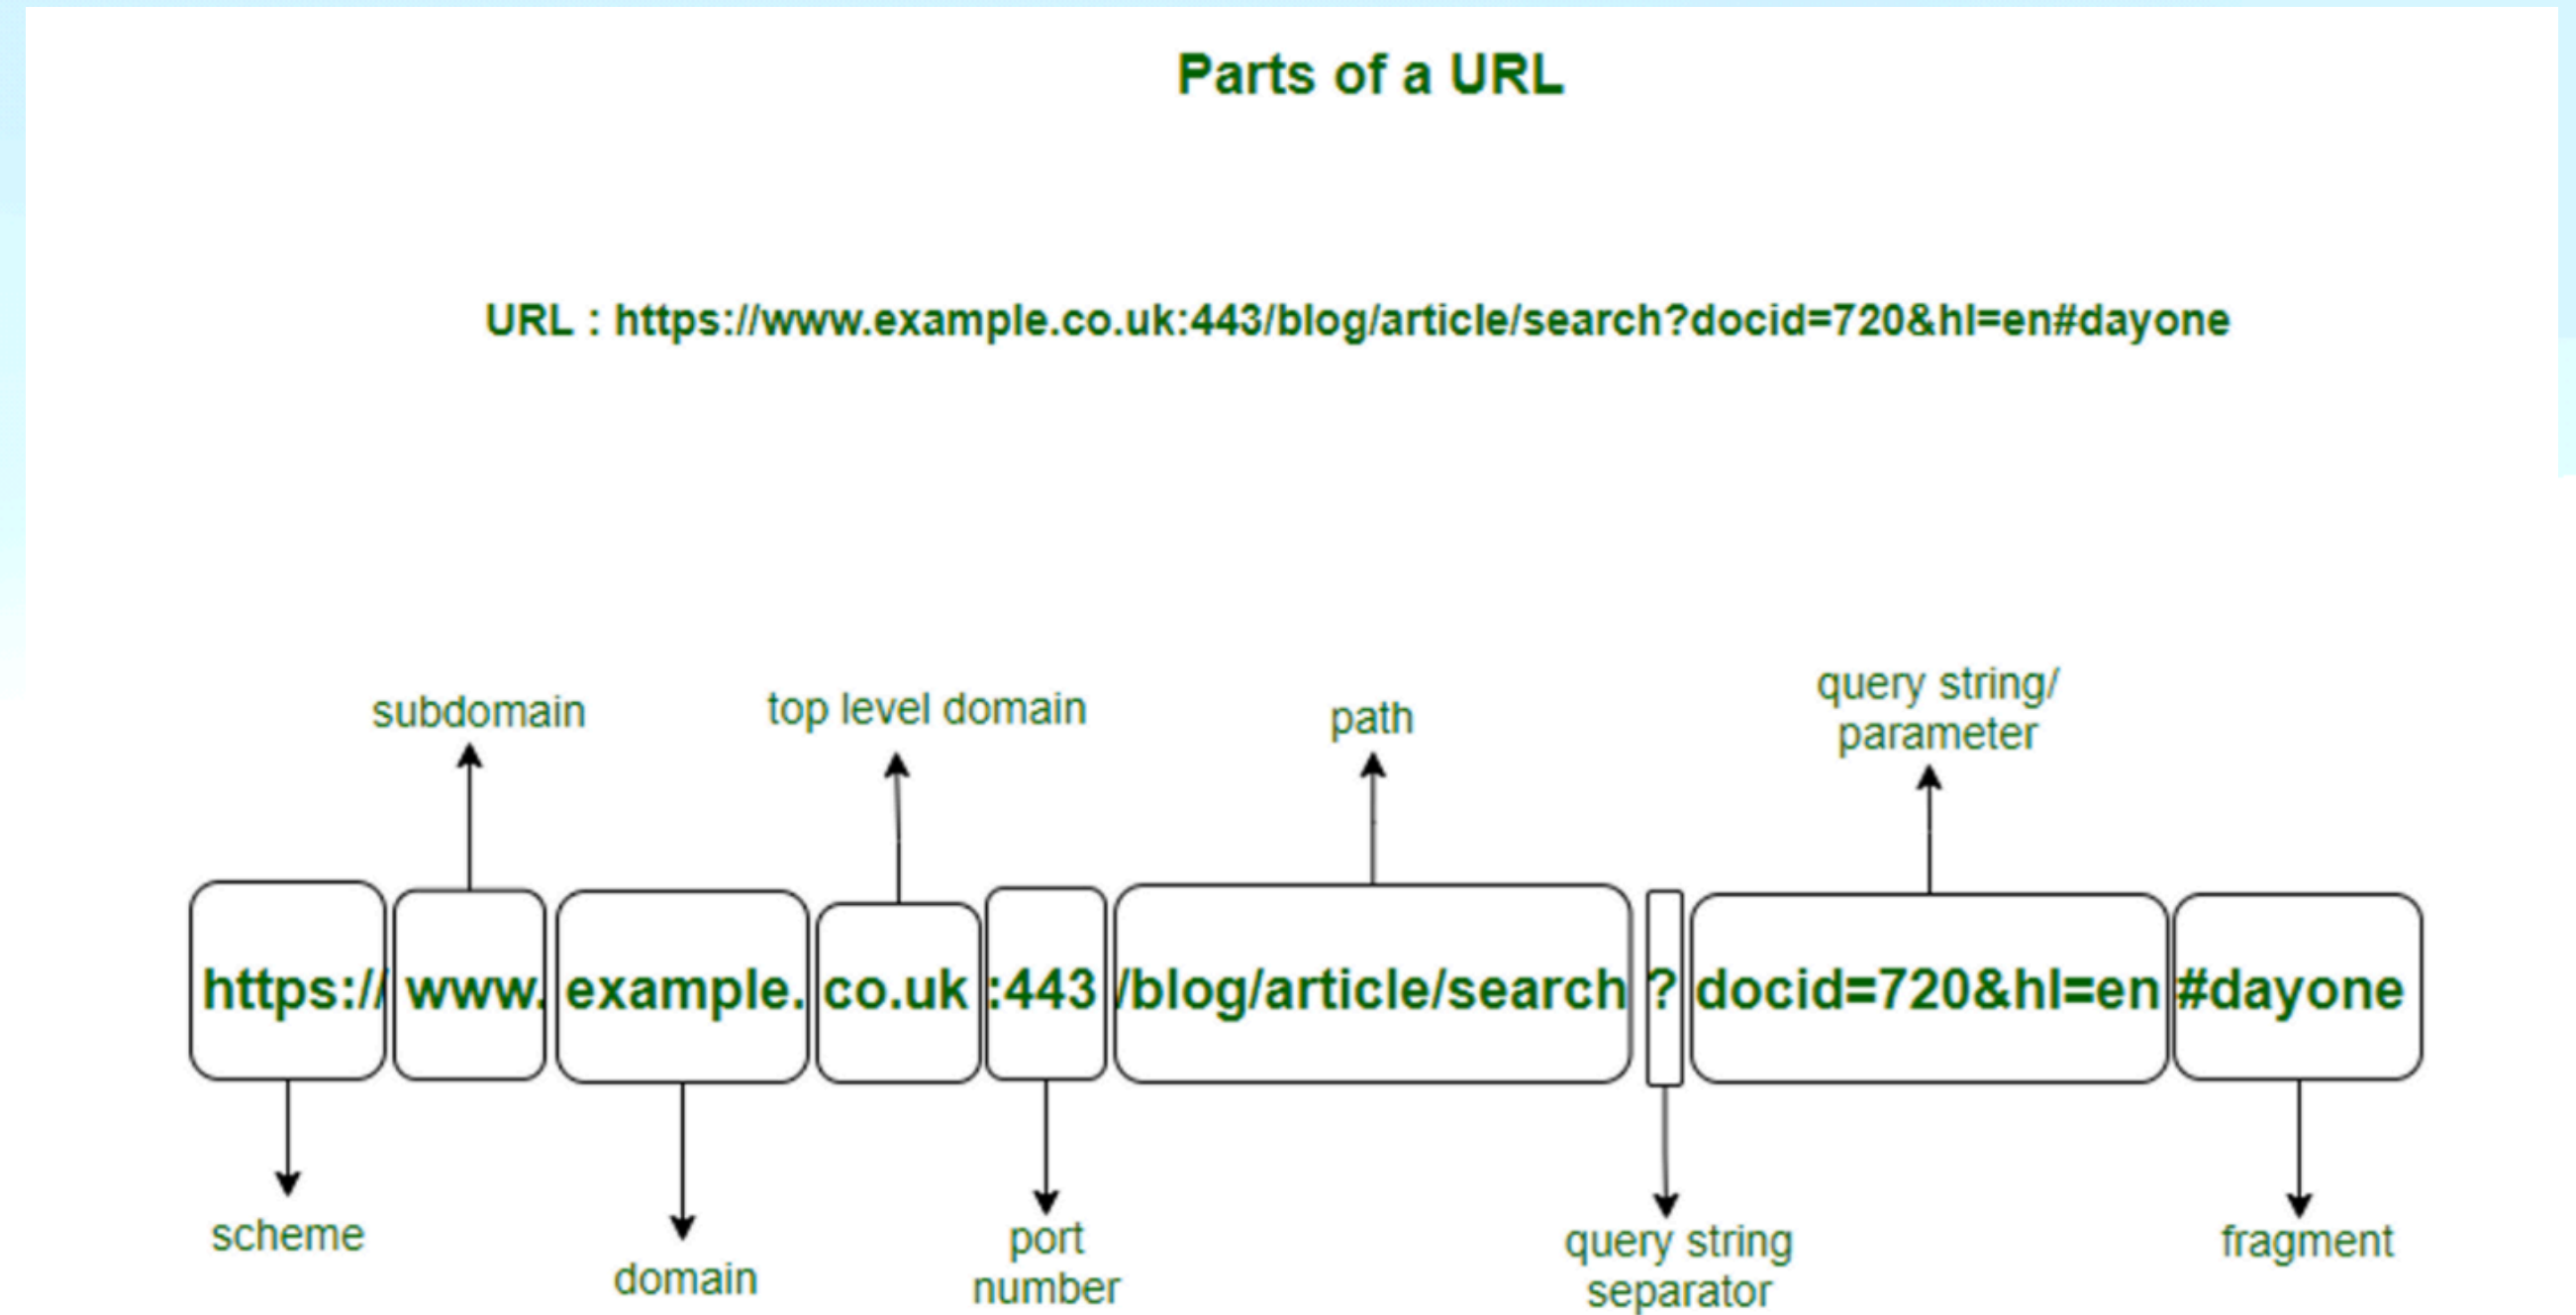 Parts of a URL
URL : https://www.example.co.uk:443/blog/article/search?docid=720&hl=en#dayone
subdomain
top level domain
path
query string/
parameter
https:// www. example. co.uk :443 /blog/article/search ? docid=720&hl=en #dayone
scheme
domain
port
number
query string
separator
fragment